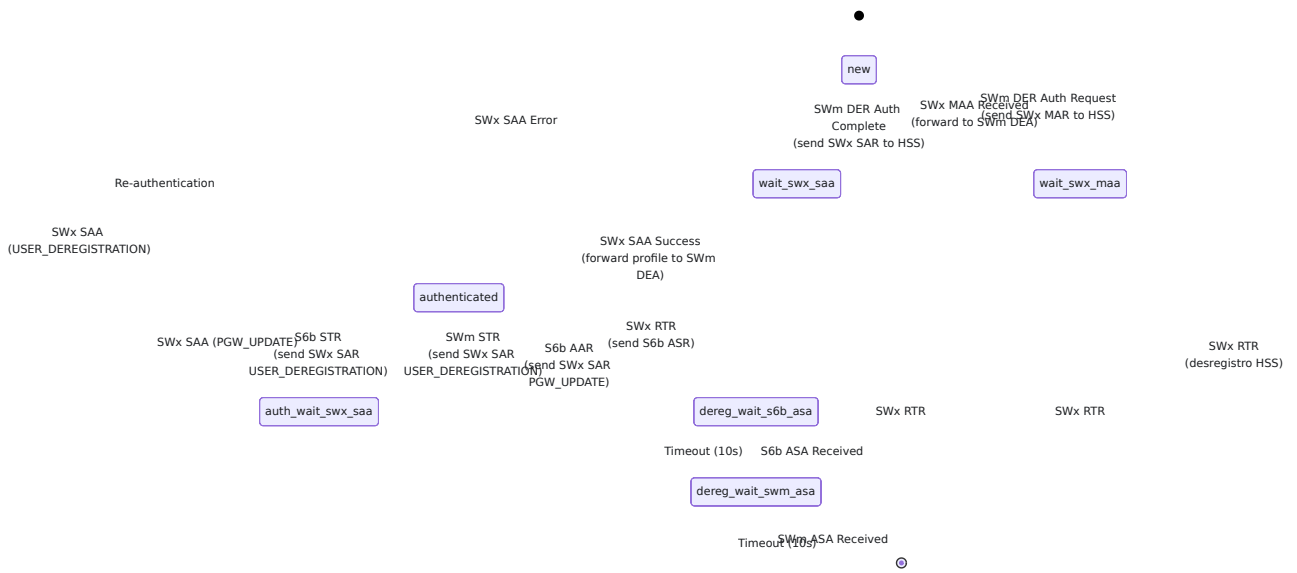 new
SWm DER Auth
Complete
(send SWx SAR to HSS)
SWx MAA Received
(forward to SWm DEA)
SWm DER Auth Request
(send SWx MAR to HSS)
SWx SAA Error
Re-authentication
wait_swx_saa
wait_swx_maa
SWx SAA
(USER_DEREGISTRATION)
SWx SAA Success
(forward profile to SWm
DEA)
authenticated
SWx SAA (PGW_UPDATE)
S6b STR
(send SWx SAR
USER_DEREGISTRATION)
SWm STR
(send SWx SAR
USER_DEREGISTRATION)
S6b AAR
(send SWx SAR
PGW_UPDATE)
SWx RTR
(send S6b ASR)
SWx RTR
(desregistro HSS)
auth_wait_swx_saa
dereg_wait_s6b_asa
SWx RTR
SWx RTR
Timeout (10s)
S6b ASA Received
dereg_wait_swm_asa
Timeout (10s)
SWm ASA Received